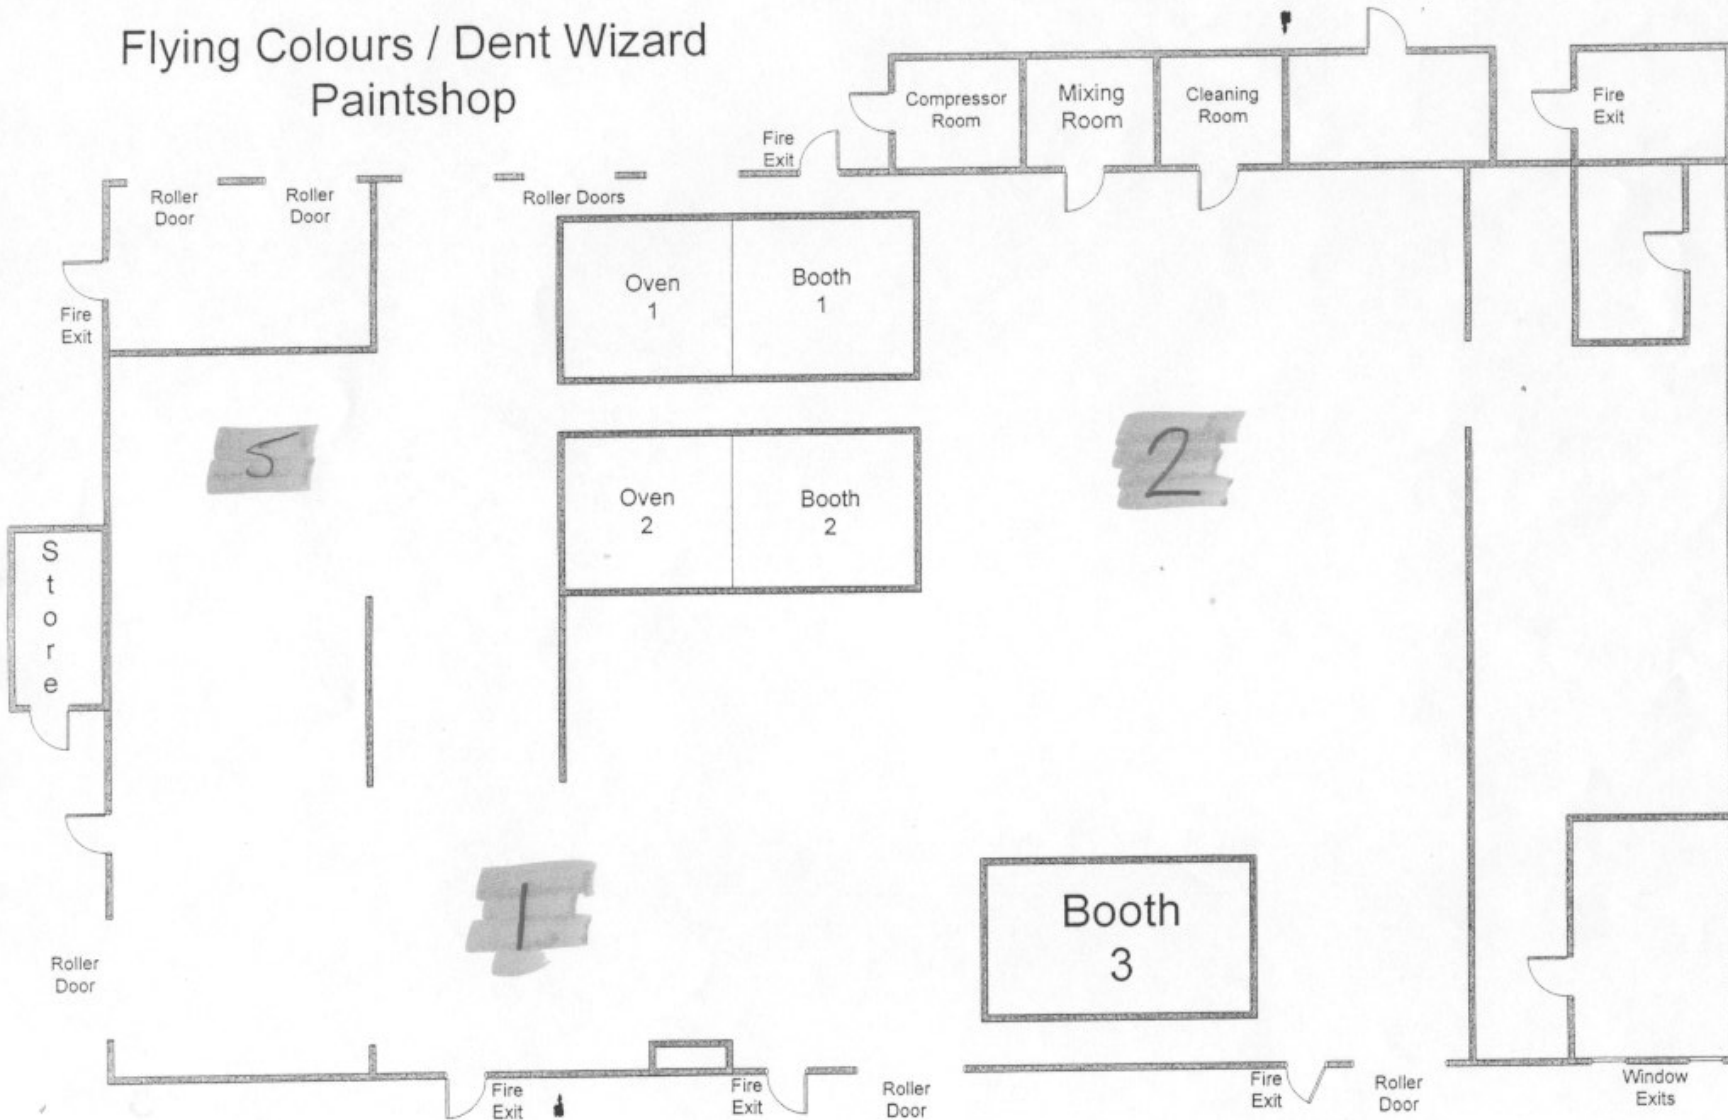 Flying Colours / Dent Wizard
Paintshop
Compressor
Room
Mixing
Room
Cleaning
Room
Fire
Exit
Fire
Exit
Roller
Door
Roller
Door
Roller Doors
Fire
Exit
Oven
1
Booth
1
5
2
Oven
2
Booth
2
Store
1
Booth
3
Roller
Door
Fire
Exit
Fire
Exit
Roller
Door
Fire
Exit
Roller
Door
Window
Exits